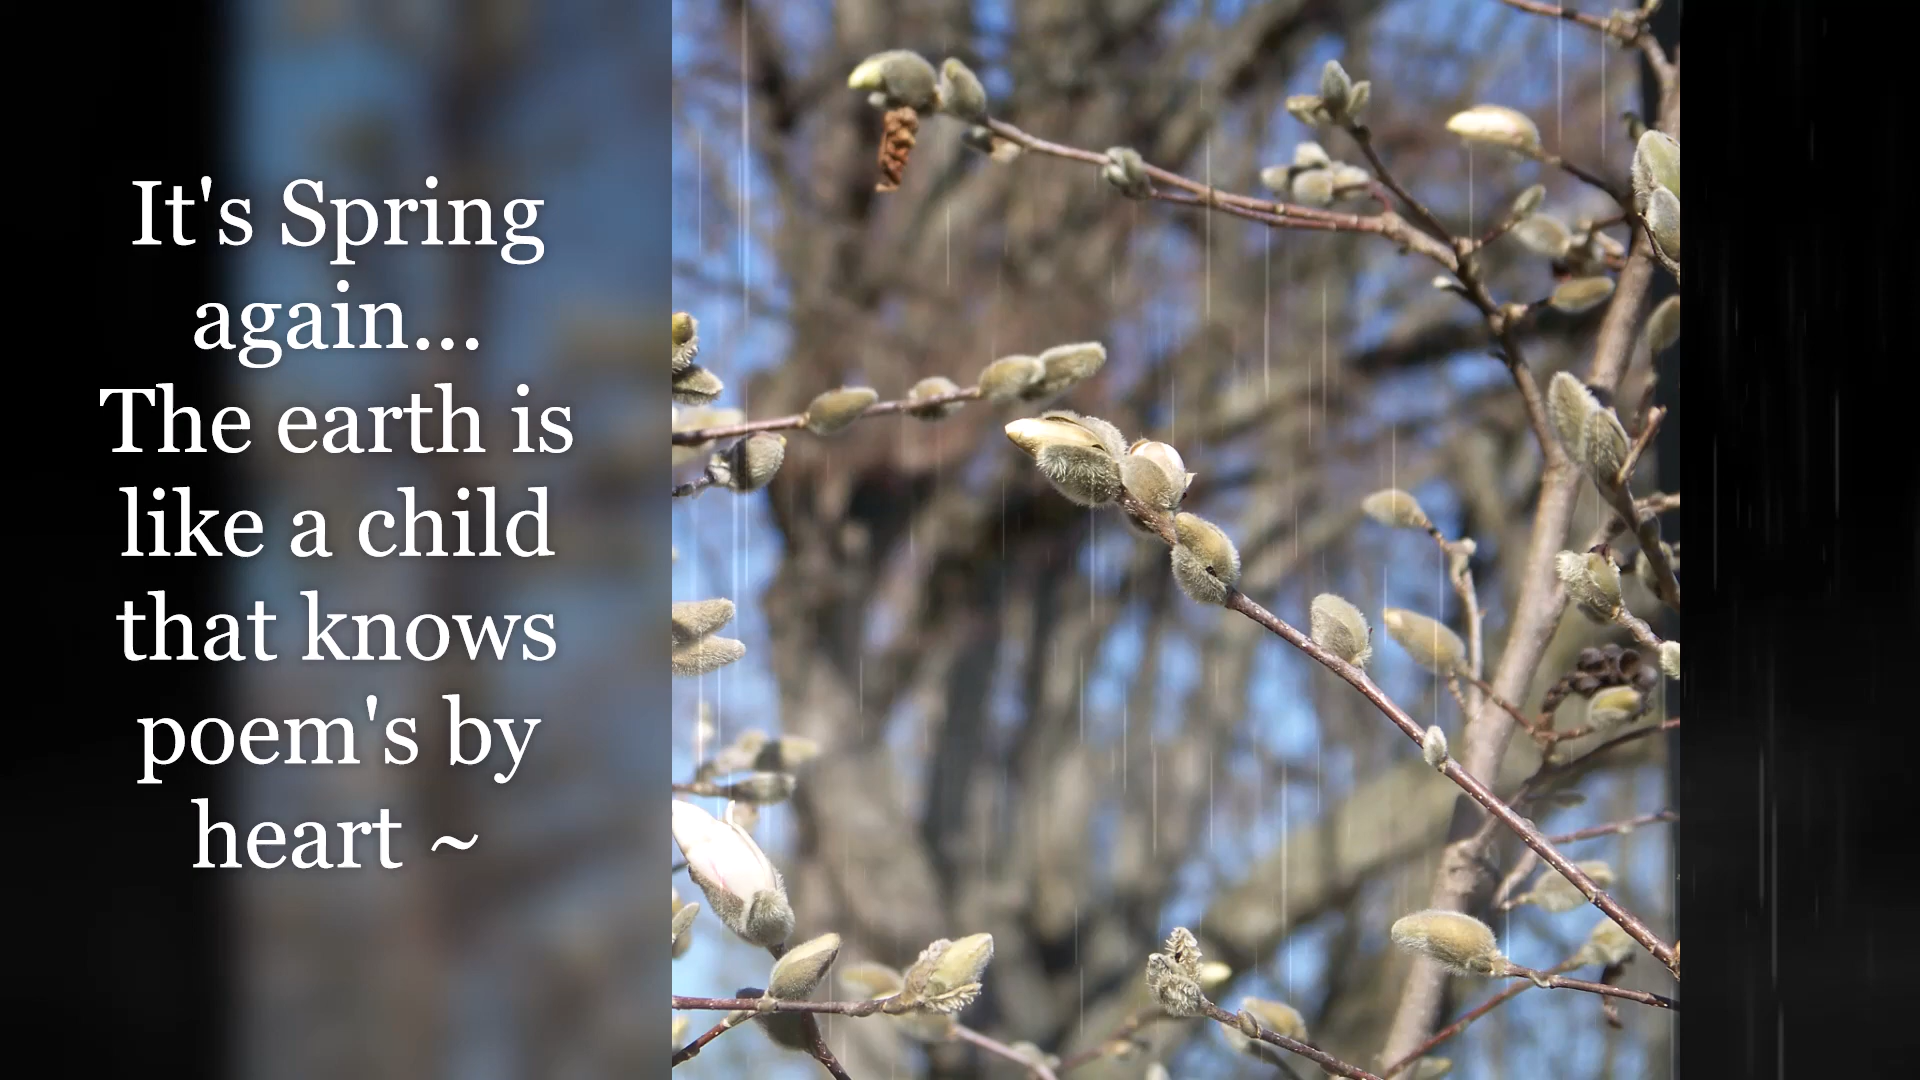 It's Spring
again...
The earth is
like a child
that knows
poem's by
heart ~